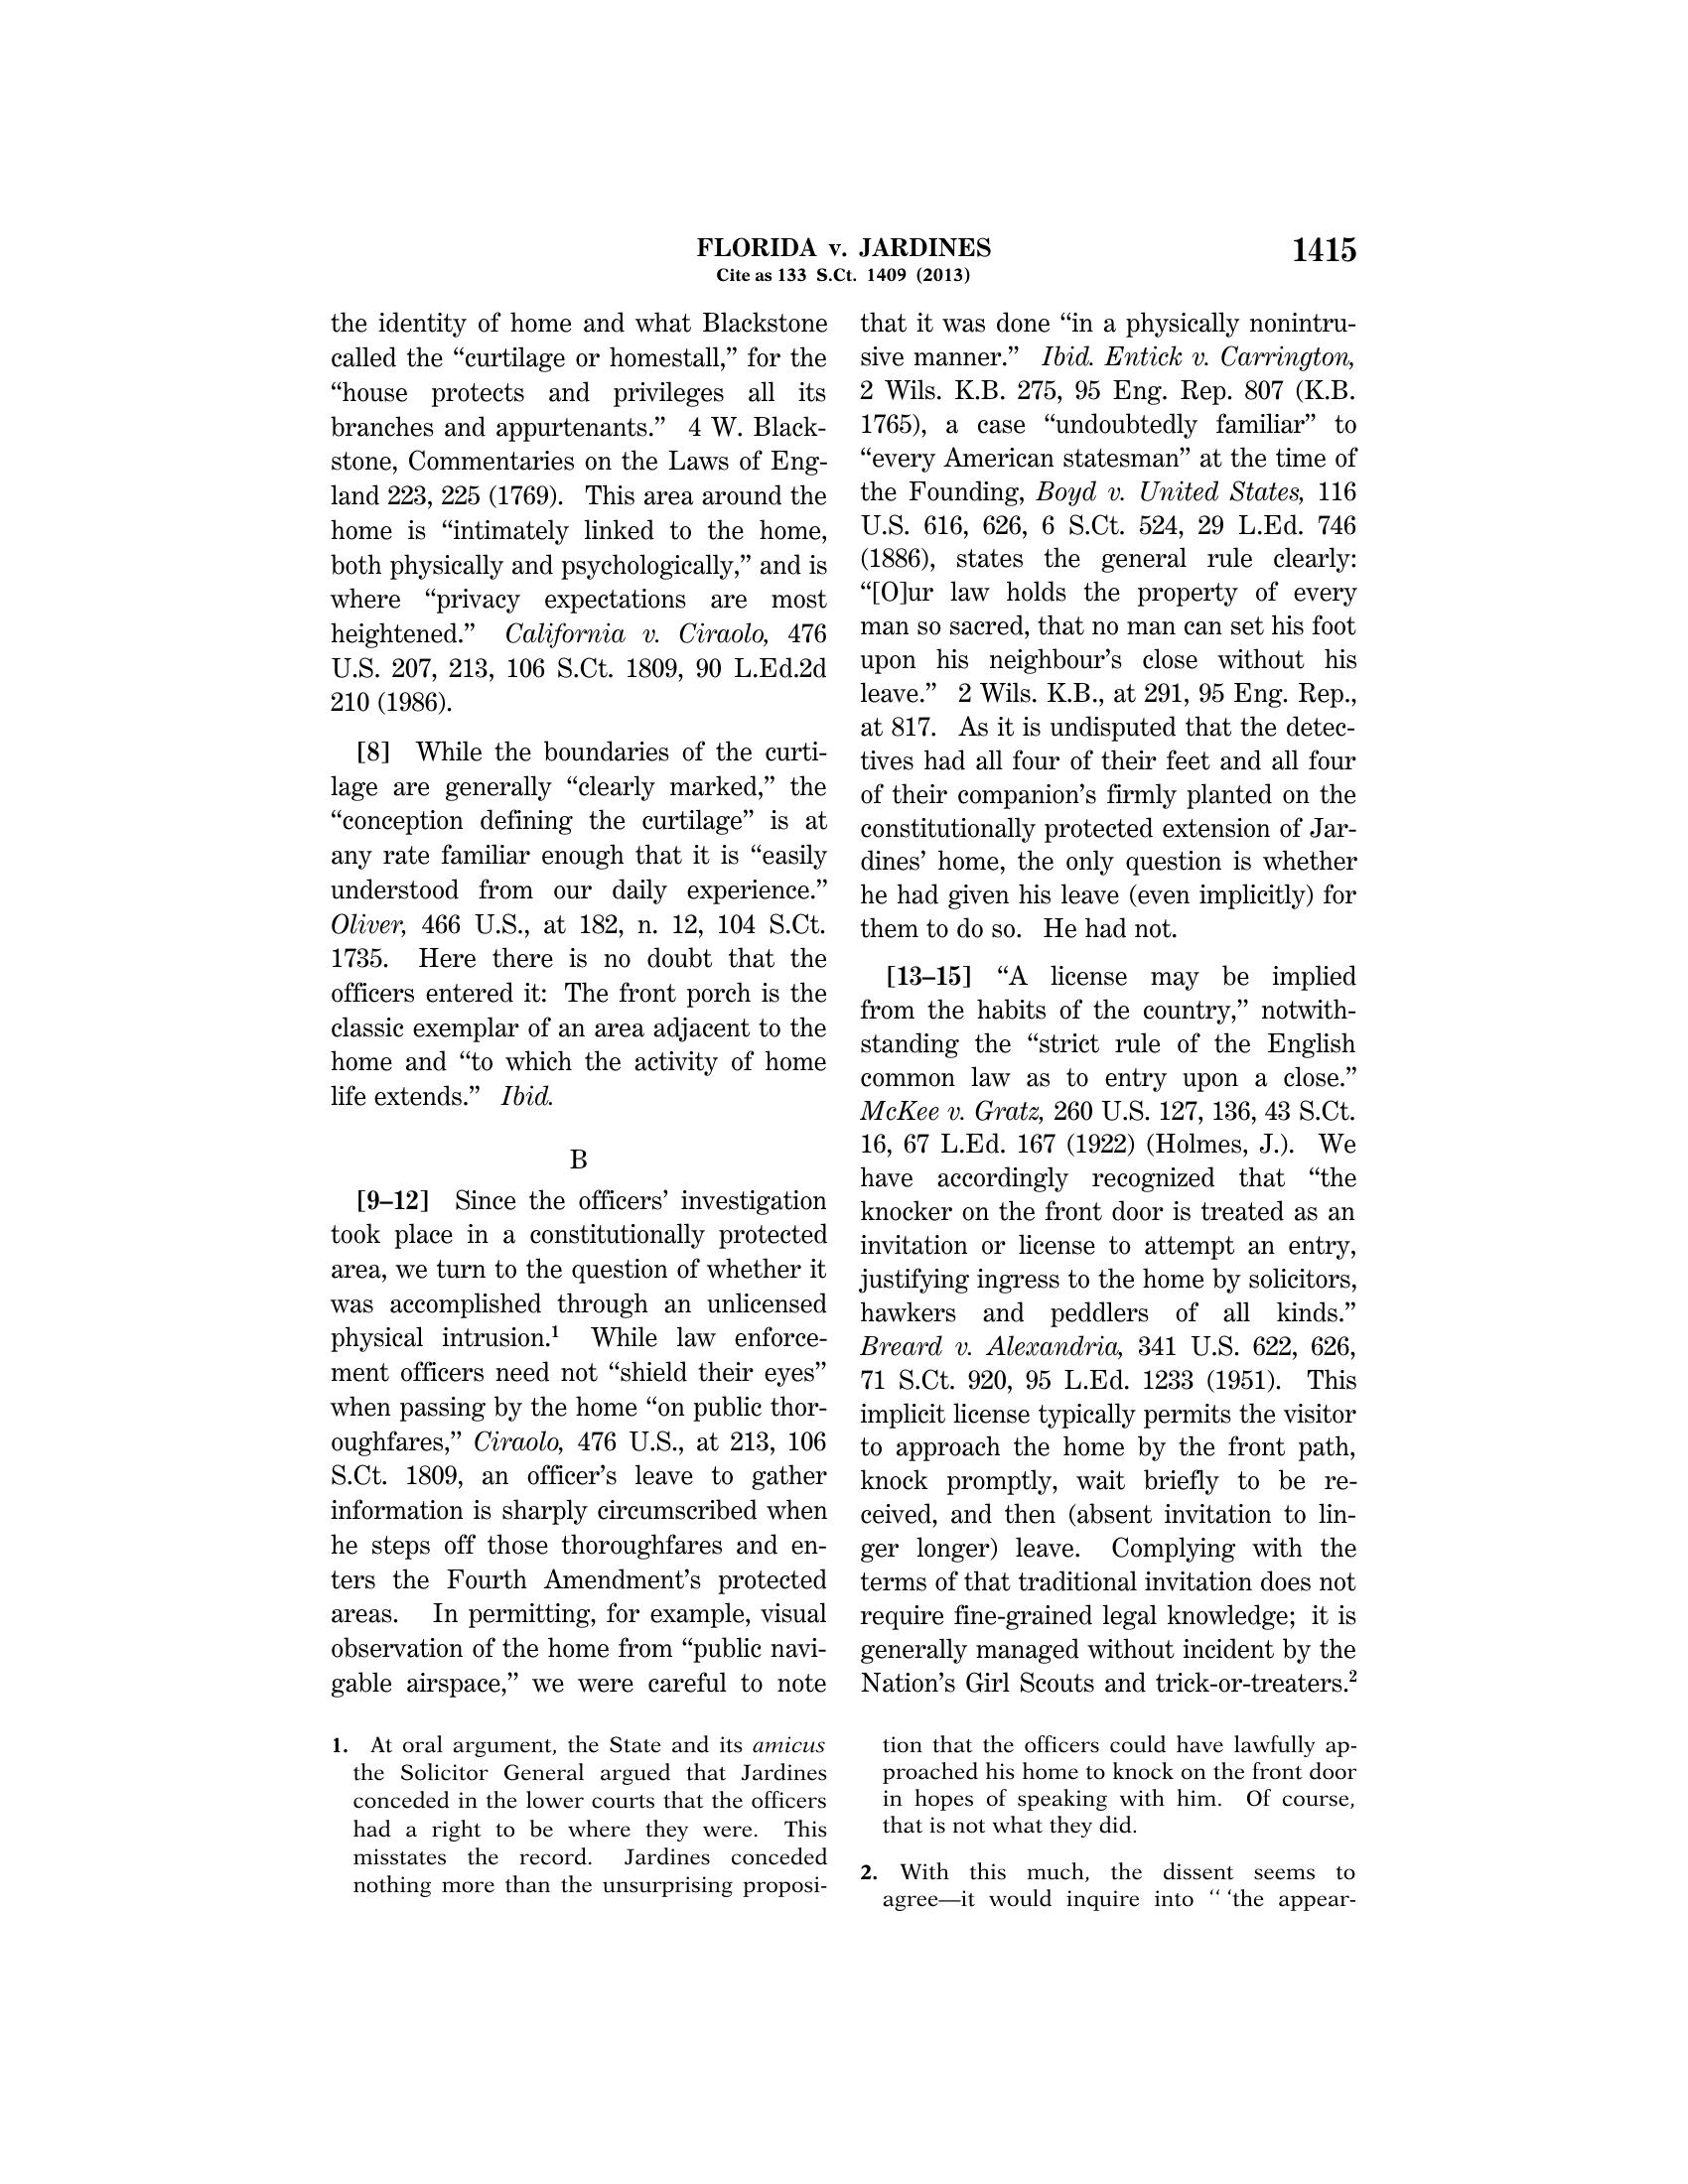 FLORIDA v. JARDINES
Cite as 133 S.Ct. 1409 (2013)
1415
the identity of home and what Blackstone
called the “curtilage or homestall,” for the
“house protects and privileges all its
branches and appurtenants.” 4 W. Black-
stone, Commentaries on the Laws of Eng-
land 223, 225 (1769). This area around the
home is “intimately linked to the home,
both physically and psychologically,” and is
where “privacy expectations are most
heightened.” California v. Ciraolo, 476
U.S. 207, 213, 106 S.Ct. 1809, 90 L.Ed.2d
210 (1986).
[8] While the boundaries of the curti-
lage are generally “clearly marked,” the
“conception defining the curtilage” is at
any rate familiar enough that it is “easily
understood from our daily experience.”
Oliver, 466 U.S., at 182, n. 12, 104 S.Ct.
1735. Here there is no doubt that the
officers entered it: The front porch is the
classic exemplar of an area adjacent to the
home and “to which the activity of home
life extends.” Ibid.
B
[9–12] Since the officers’ investigation
took place in a constitutionally protected
area, we turn to the question of whether it
was accomplished through an unlicensed
physical intrusion.1 While law enforce-
ment officers need not “shield their eyes”
when passing by the home “on public thor-
oughfares,” Ciraolo, 476 U.S., at 213, 106
S.Ct. 1809, an officer’s leave to gather
information is sharply circumscribed when
he steps off those thoroughfares and en-
ters the Fourth Amendment’s protected
areas. In permitting, for example, visual
observation of the home from “public navi-
gable airspace,” we were careful to note
that it was done “in a physically nonintru-
sive manner.” Ibid. Entick v. Carrington,
2 Wils. K.B. 275, 95 Eng. Rep. 807 (K.B.
1765), a case “undoubtedly familiar” to
“every American statesman” at the time of
the Founding, Boyd v. United States, 116
U.S. 616, 626, 6 S.Ct. 524, 29 L.Ed. 746
(1886), states the general rule clearly:
“[O]ur law holds the property of every
man so sacred, that no man can set his foot
upon his neighbour’s close without his
leave.” 2 Wils. K.B., at 291, 95 Eng. Rep.,
at 817. As it is undisputed that the detec-
tives had all four of their feet and all four
of their companion’s firmly planted on the
constitutionally protected extension of Jar-
dines’ home, the only question is whether
he had given his leave (even implicitly) for
them to do so. He had not.
[13–15] “A license may be implied
from the habits of the country,” notwith-
standing the “strict rule of the English
common law as to entry upon a close.”
McKee v. Gratz, 260 U.S. 127, 136, 43 S.Ct.
16, 67 L.Ed. 167 (1922) (Holmes, J.). We
have accordingly recognized that “the
knocker on the front door is treated as an
invitation or license to attempt an entry,
justifying ingress to the home by solicitors,
hawkers and peddlers of all kinds.”
Breard v. Alexandria, 341 U.S. 622, 626,
71 S.Ct. 920, 95 L.Ed. 1233 (1951). This
implicit license typically permits the visitor
to approach the home by the front path,
knock promptly, wait briefly to be re-
ceived, and then (absent invitation to lin-
ger longer) leave. Complying with the
terms of that traditional invitation does not
require fine-grained legal knowledge; it is
generally managed without incident by the
Nation’s Girl Scouts and trick-or-treaters.2
1. At oral argument, the State and its amicus
the Solicitor General argued that Jardines
conceded in the lower courts that the officers
had a right to be where they were. This
misstates the record. Jardines conceded
nothing more than the unsurprising proposi-
tion that the officers could have lawfully ap-
proached his home to knock on the front door
in hopes of speaking with him. Of course,
that is not what they did.
2. With this much, the dissent seems to
agree—it would inquire into “ ‘the appear-